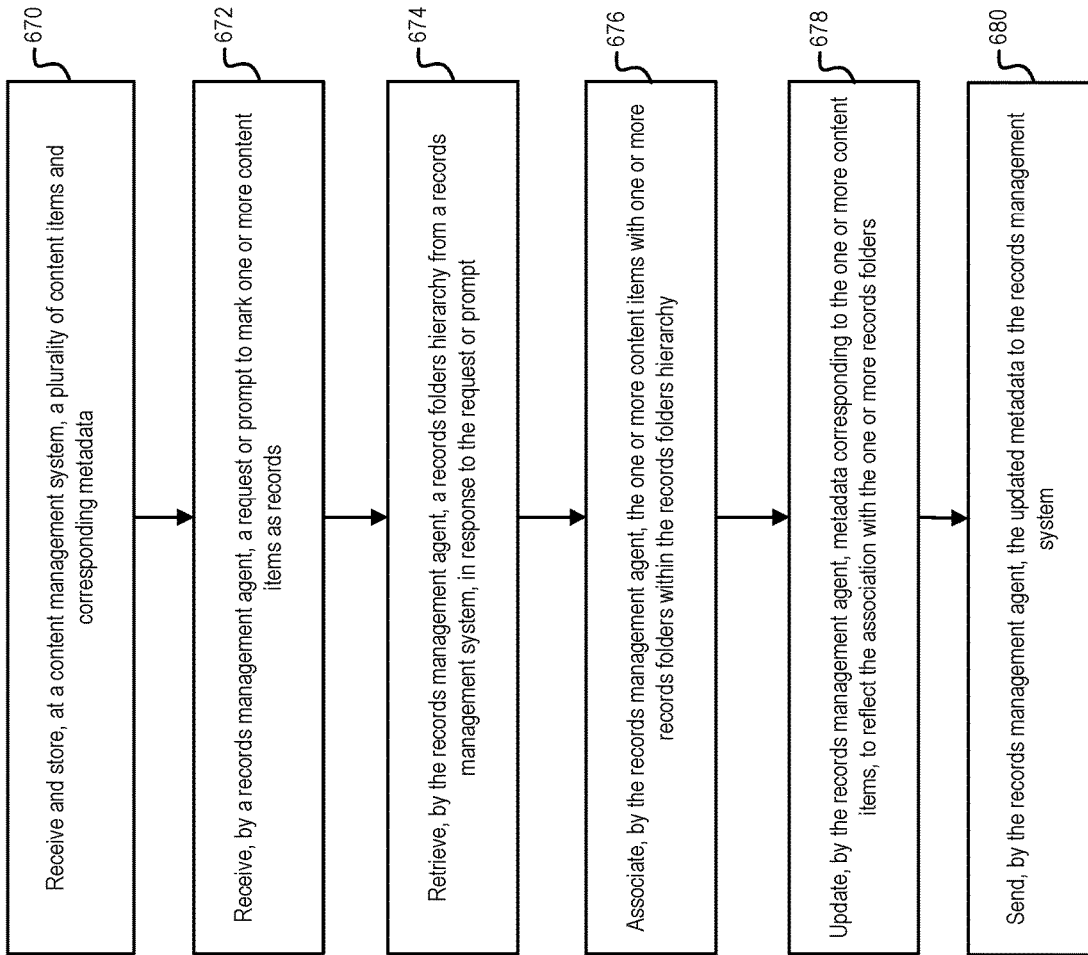 670
Receive and store, at a content management system, a plurality of content items and
corresponding metadata
672
Receive, by a records management agent, a request or prompt to mark one or more content
items as records
674
Retrieve, by the records management agent, a records folders hierarchy from a records
management system, in response to the request or prompt
676
Associate, by the records management agent, the one or more content items with one or more
records folders within the records folders hierarchy
678
Update, by the records management agent, metadata corresponding to the one or more content
items, to reflect the association with the one or more records folders
680
Send, by the records management agent, the updated metadata to the records management
system